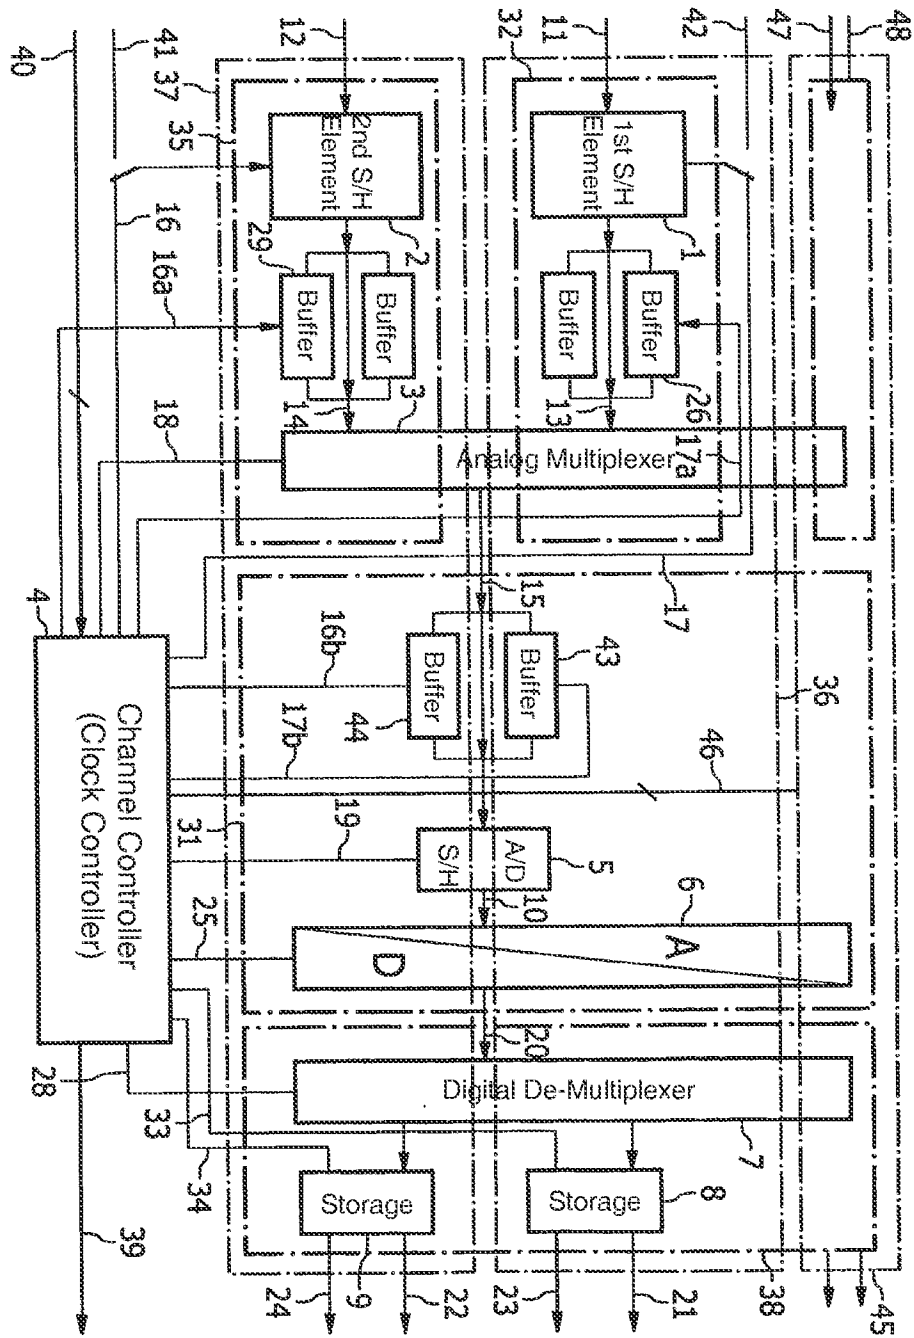 12
11
42
47
48
40
41
37
32
35
2nd S/H
Element
1st S/H
Element
16
29
2
1
16a
Buffer
Buffer
Buffer
Buffer
18
14
3
13
26
Analog Multiplexer
17a
4
15
17
16b
Buffer
Buffer
43
36
44
17b
46
Channel Controller
(Clock Controller)
31
19
S/H
A/D
5
10
6
25
D
A
20
28
Digital De-Multiplexer
33
7
34
Storage
Storage
8
39
24
9
22
23
21
38
45